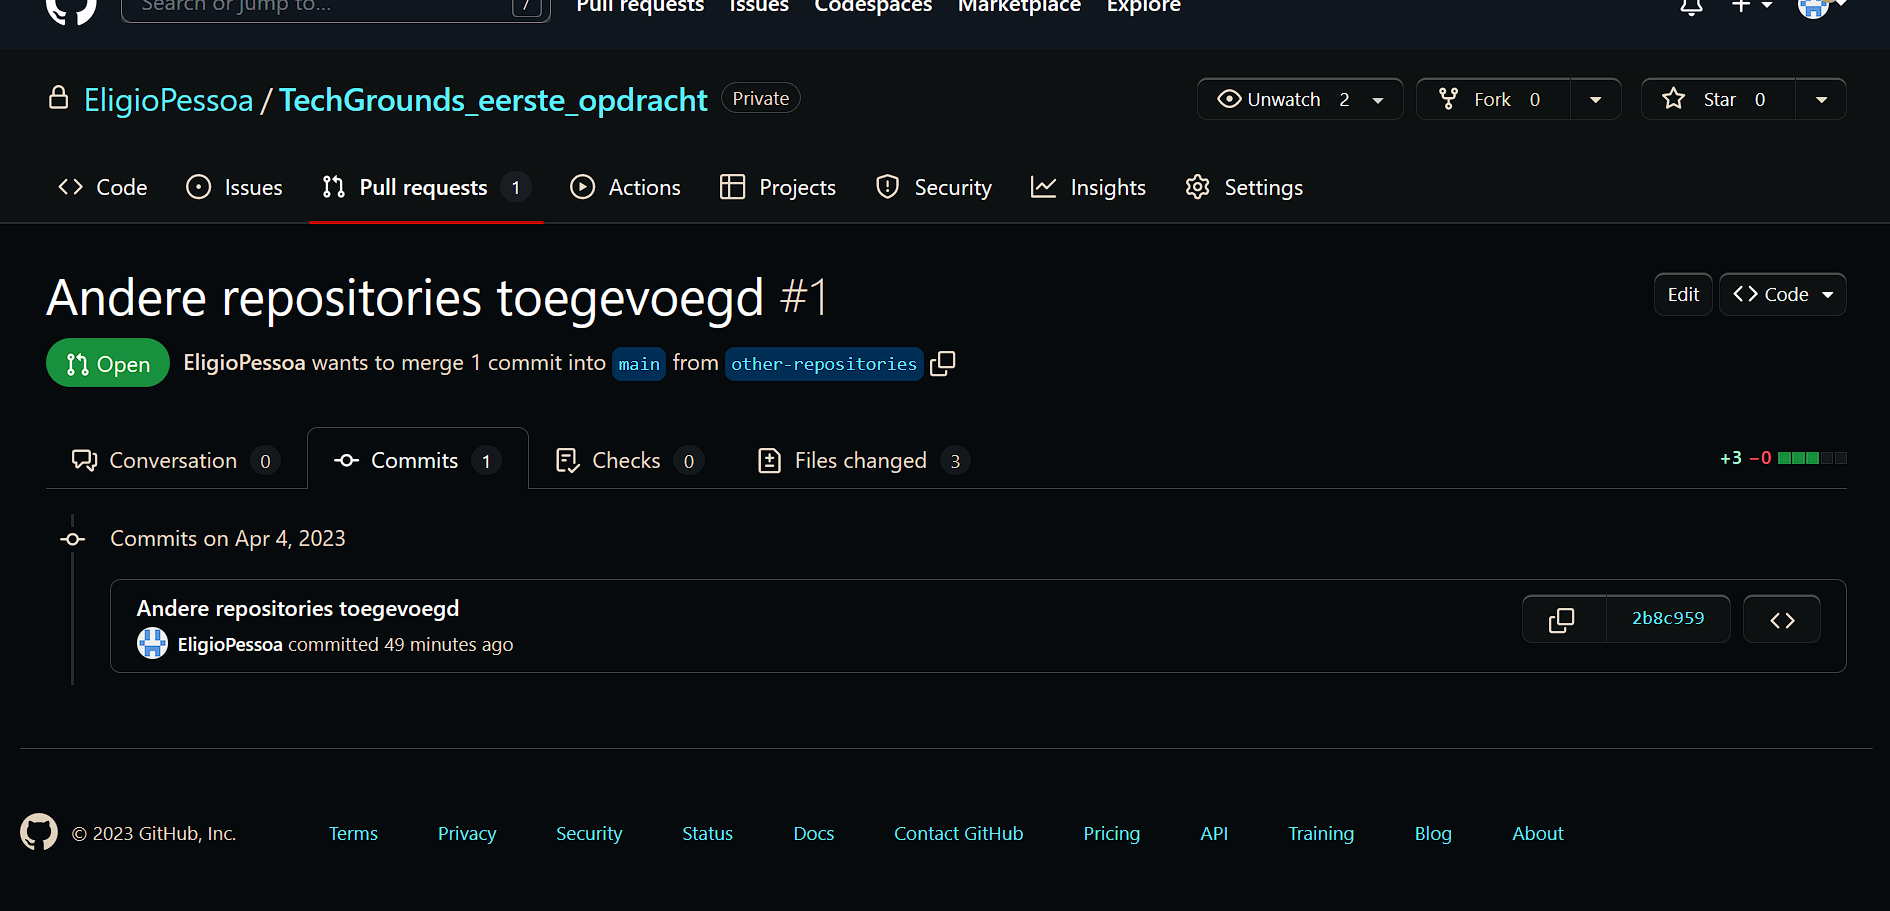 Search or jump to... /
Pull requests Issues Codespaces Marketplace Explore
EligioPessoa / TechGrounds_eerste_opdracht Private
Unwatch 2 Fork 0 Star 0
Code Issues Pull requests 1 Actions Projects Security Insights Settings
Andere repositories toegevoegd #1
Edit Code
Open EligioPessoa wants to merge 1 commit into main from other-repositories
Conversation 0 Commits 1 Checks 0 Files changed 3
+3 −0
Commits on Apr 4, 2023
Andere repositories toegevoegd
EligioPessoa committed 49 minutes ago
2b8c959
© 2023 GitHub, Inc. Terms Privacy Security Status Docs Contact GitHub Pricing API Training Blog About